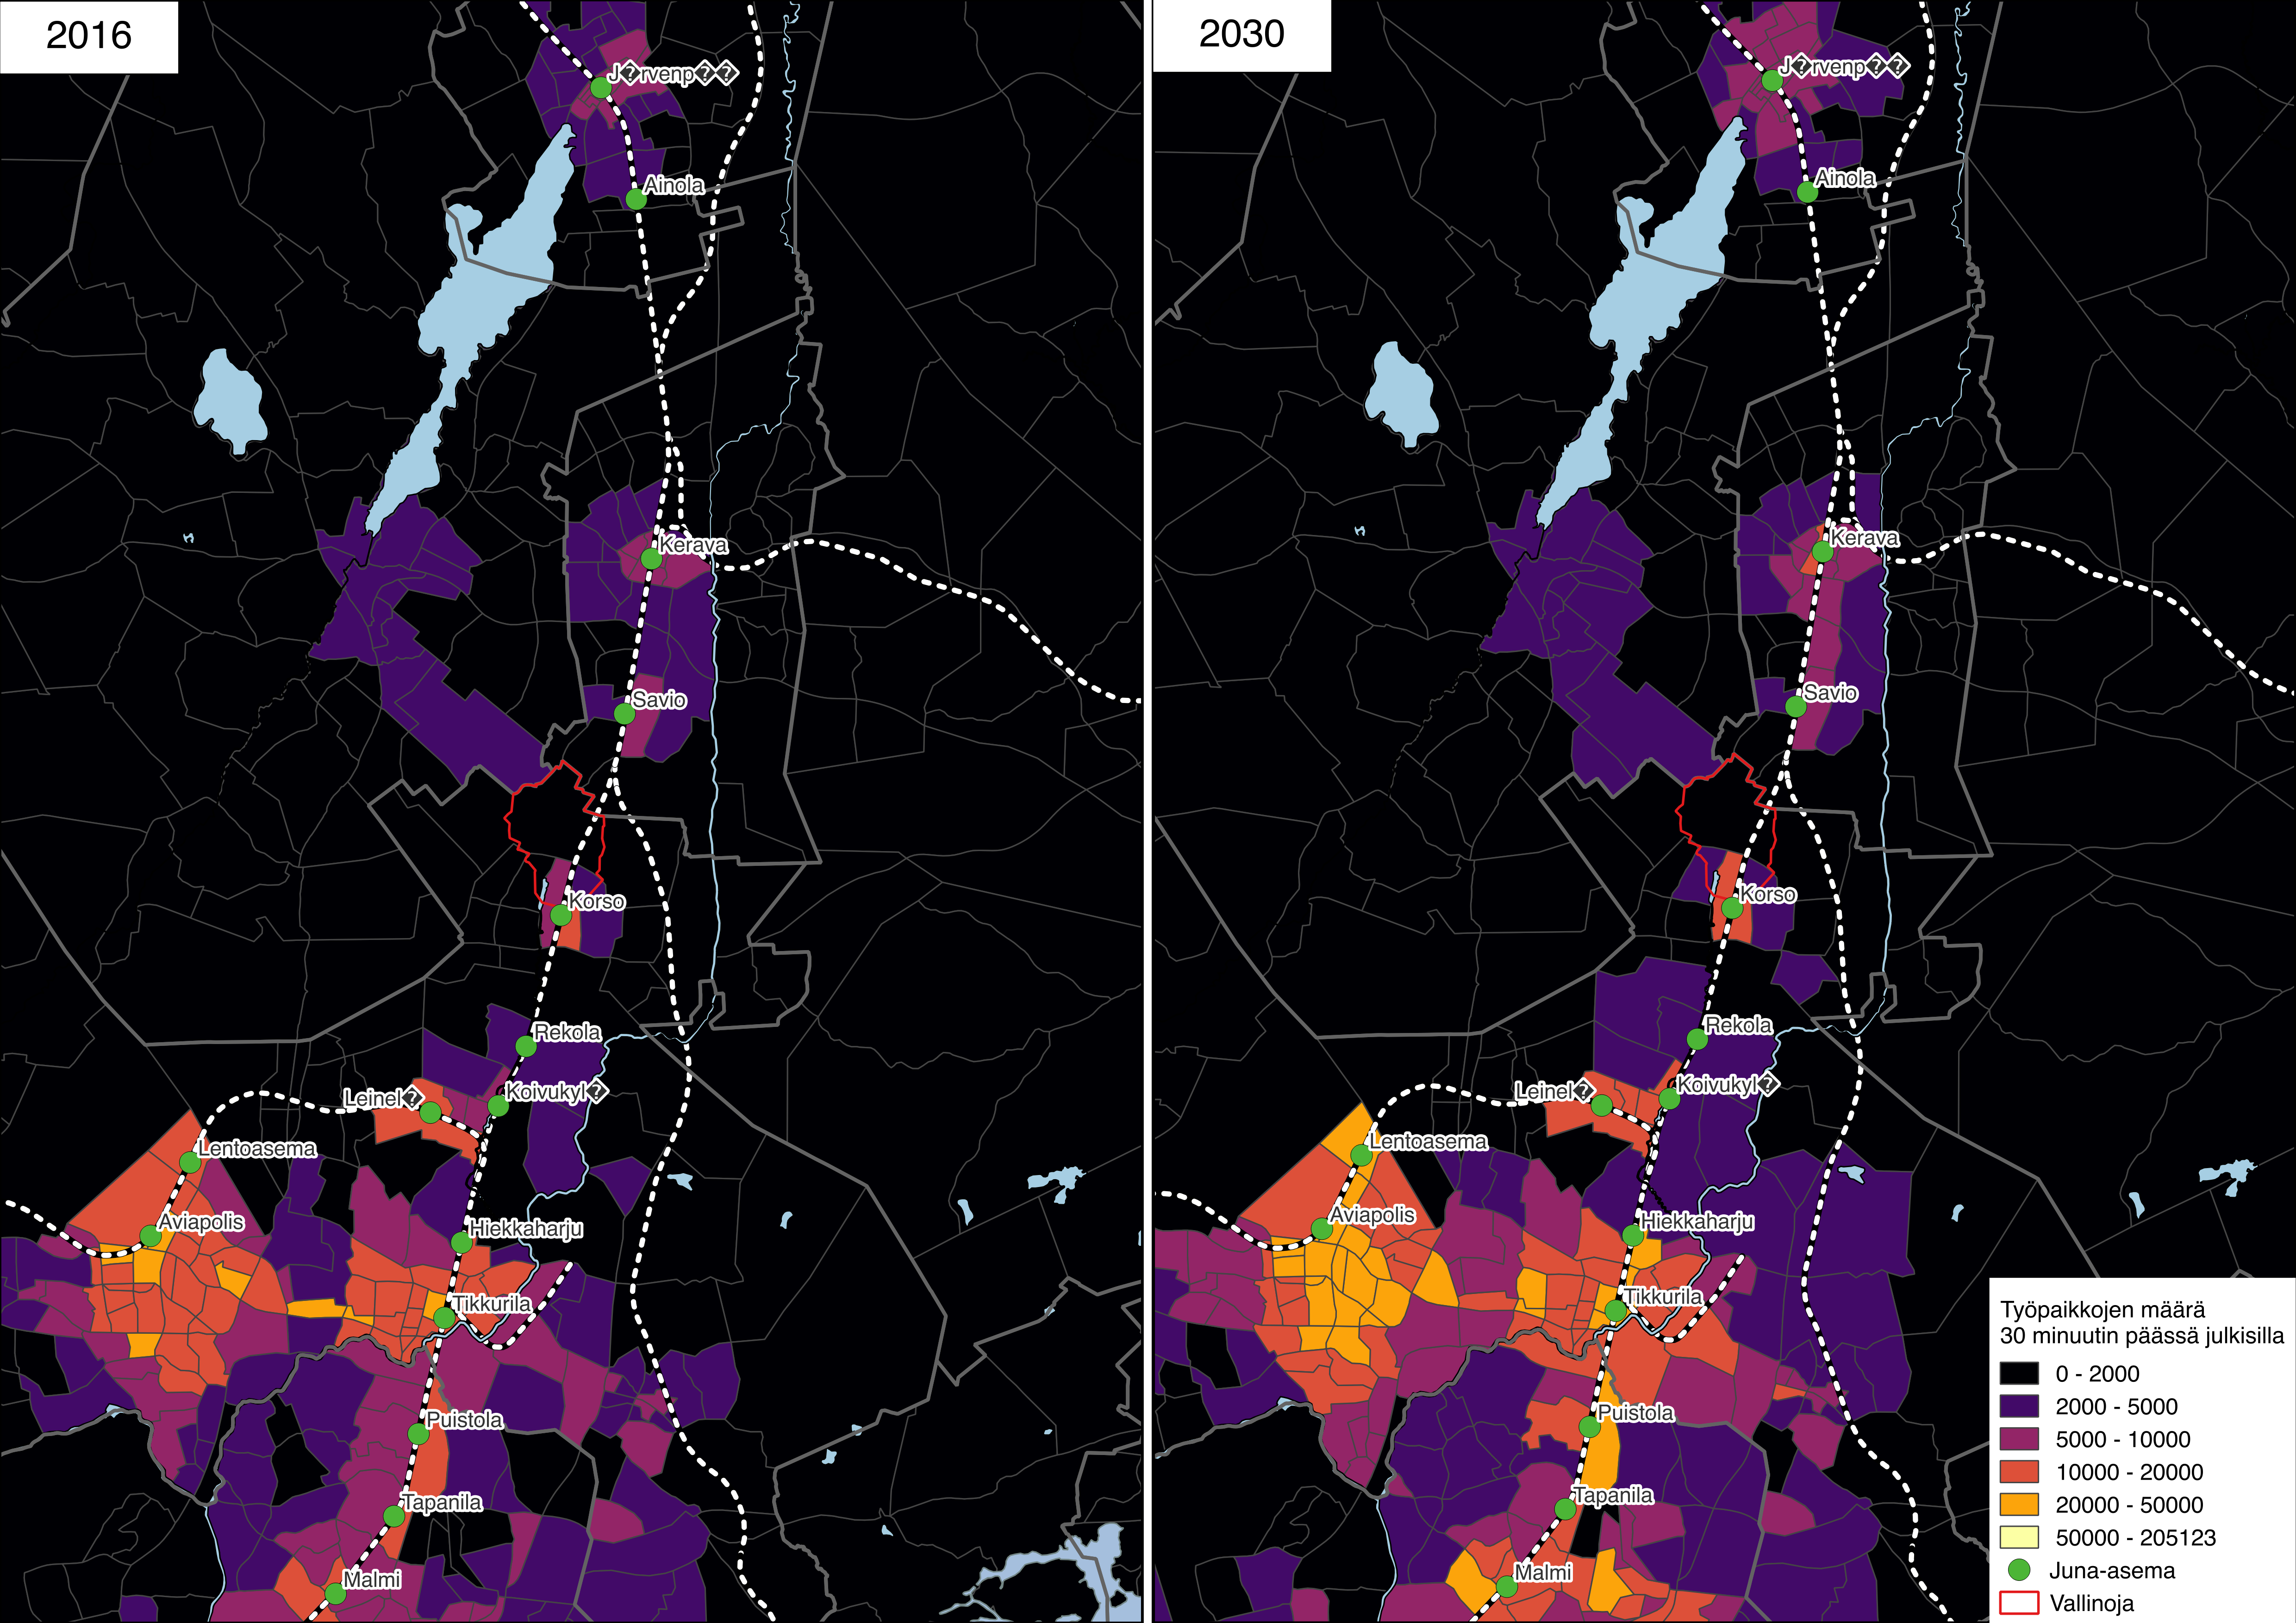 2016
J�rvenp��
Ainola
Kerava
Savio
Korso
Rekola
Koivukyl�
Leinel�
Lentoasema
Aviapolis
Hiekkaharju
Tikkurila
Puistola
Tapanila
Malmi
2030
J�rvenp��
Ainola
Kerava
Savio
Korso
Rekola
Koivukyl�
Leinel�
Lentoasema
Aviapolis
Hiekkaharju
Tikkurila
Puistola
Tapanila
Malmi
Työpaikkojen määrä
30 minuutin päässä julkisilla
0 - 2000
2000 - 5000
5000 - 10000
10000 - 20000
20000 - 50000
50000 - 205123
Juna-asema
Vallinoja